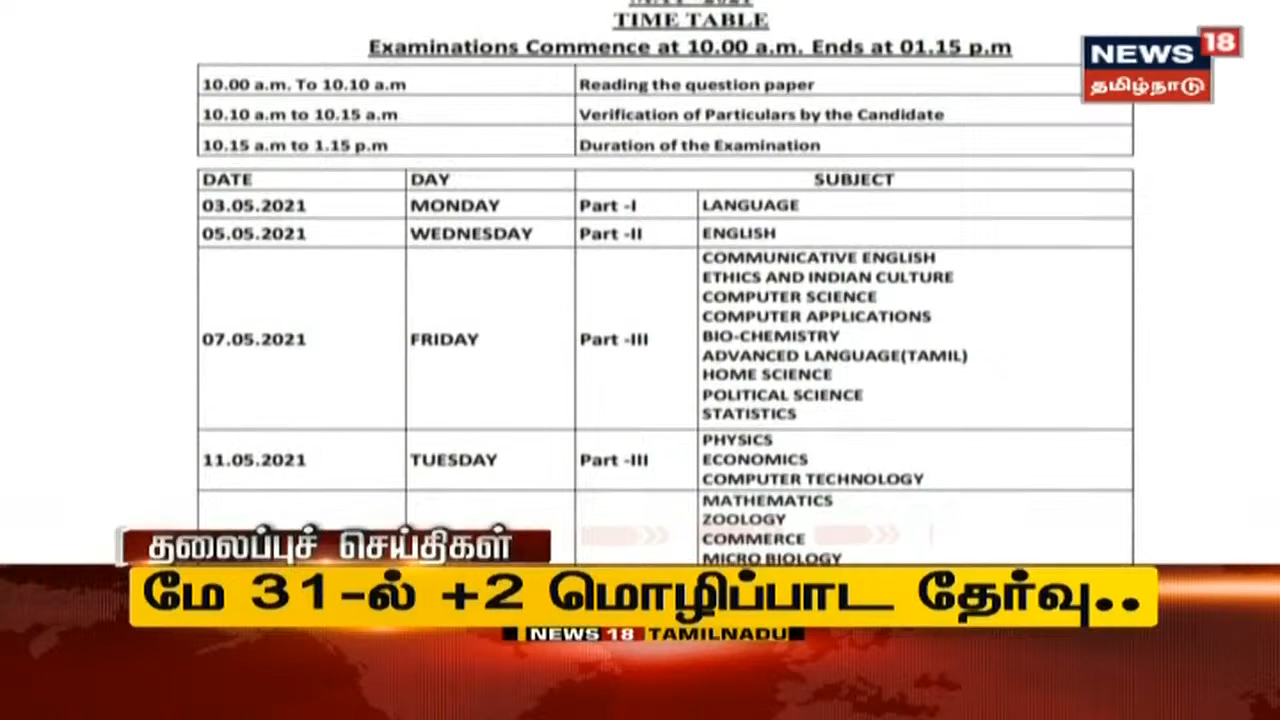 TIME TABLE
Examinations Commence at 10.00 a.m. Ends at 01.15 p.m
NEWS 18
தமிழ்நாடு
10.00 a.m. To 10.10 a.m Reading the question paper
10.10 a.m to 10.15 a.m Verification of Particulars by the Candidate
10.15 a.m to 1.15 p.m Duration of the Examination
DATE DAY SUBJECT
03.05.2021 MONDAY Part -I LANGUAGE
05.05.2021 WEDNESDAY Part -II ENGLISH
COMMUNICATIVE ENGLISH
ETHICS AND INDIAN CULTURE
COMPUTER SCIENCE
COMPUTER APPLICATIONS
07.05.2021 FRIDAY Part -III BIO-CHEMISTRY
ADVANCED LANGUAGE(TAMIL)
HOME SCIENCE
POLITICAL SCIENCE
STATISTICS
PHYSICS
11.05.2021 TUESDAY Part -III ECONOMICS
COMPUTER TECHNOLOGY
MATHEMATICS
ZOOLOGY
COMMERCE
MICRO BIOLOGY
தலைப்புச் செய்திகள்
மே 31-ல் +2 மொழிப்பாட தேர்வு..
NEWS 18 TAMILNADU